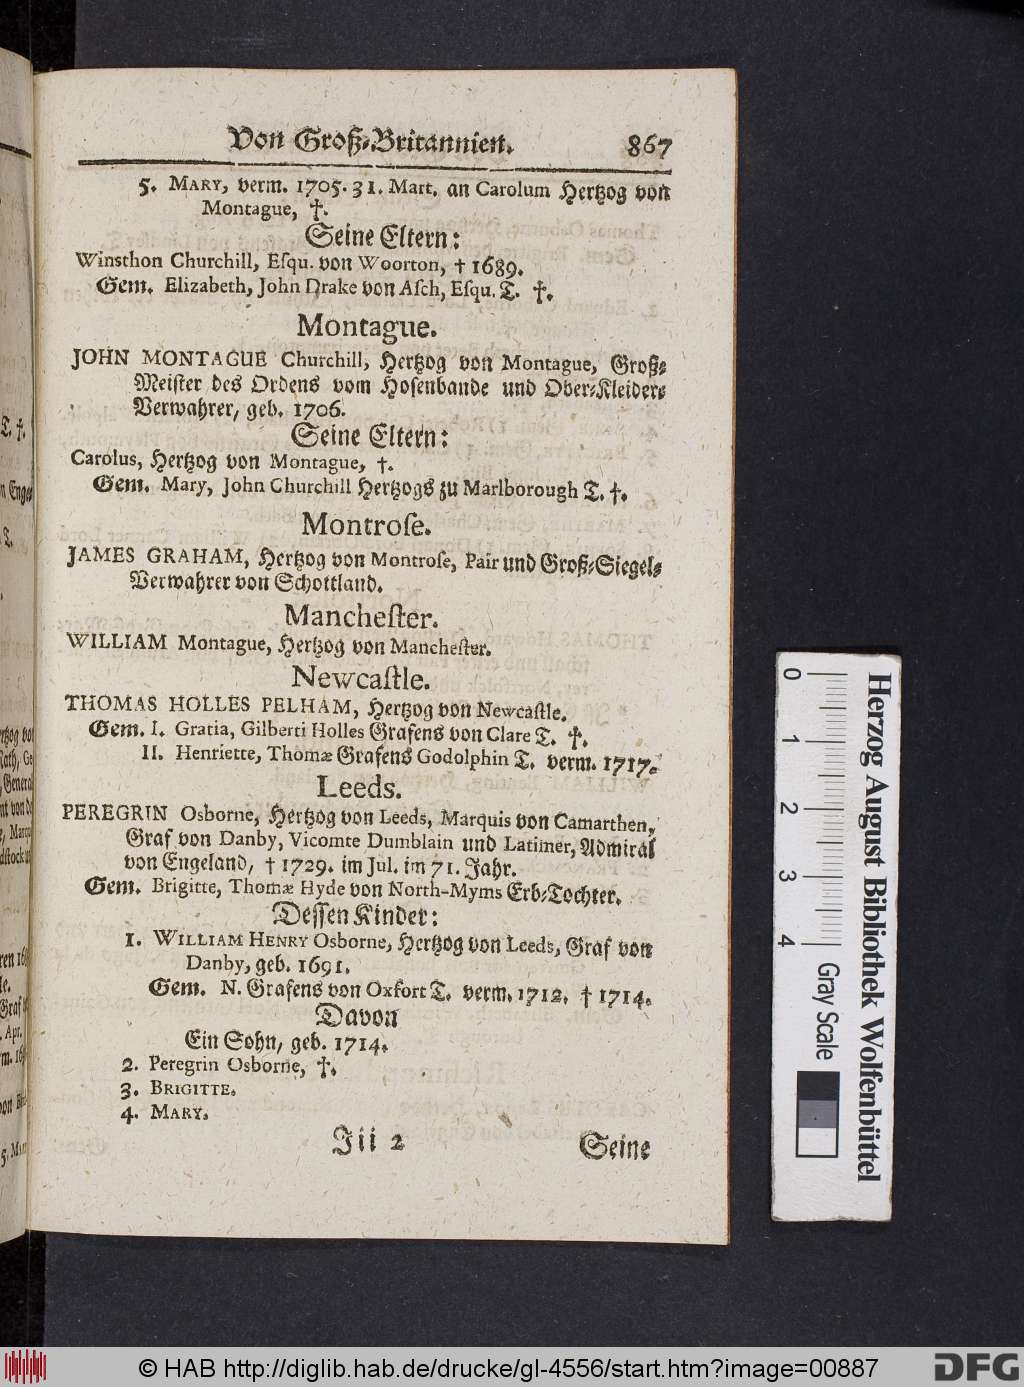 Von Groß-Britannien. 867
5. MARY, verm. 1705. 31. Mart. an Carolum Hertzog von
Montague, †.
Seine Eltern:
Winsthon Churchill, Esqu. von Woorton, † 1689.
Gem. Elizabeth, John Drake von Asch, Esqu. T. †.
Montague.
JOHN MONTAGUE Churchill, Hertzog von Montague, Groß-
Meister des Ordens vom Hosenbande und Ober-Kleider-
Verwahrer, geb. 1706.
Seine Eltern:
Carolus, Hertzog von Montague, †.
Gem. Mary, John Churchill Hertzogs zu Marlborough T. †.
Montrose.
JAMES GRAHAM, Hertzog von Montrose, Pair und Groß-Siegel-
Verwahrer von Schottland.
Manchester.
WILLIAM Montague, Hertzog von Manchester.
Newcastle.
THOMAS HOLLES PELHAM, Hertzog von Newcastle.
Gem. I. Gratia, Gilberti Holles Grafens von Clare T. †.
II. Henriette, Thomæ Grafens Godolphin T. verm. 1717.
Leeds.
PEREGRIN Osborne, Hertzog von Leeds, Marquis von Camarthen,
Graf von Danby, Vicomte Dumblain und Latimer, Admiral
von Engeland, † 1729. im Jul. im 71. Jahr.
Gem. Brigitte, Thomæ Hyde von North-Myms Erb-Tochter.
Dessen Kinder:
1. WILLIAM HENRY Osborne, Hertzog von Leeds, Graf von
Danby, geb. 1691.
Gem. N. Grafens von Oxfort T. verm. 1712. † 1714.
Davon
Ein Sohn, geb. 1714.
2. Peregrin Osborne, †.
3. BRIGITTE.
4. MARY.
Jii 2 Seine
0 1 2 3 4 Gray Scale
Herzog August Bibliothek Wolfenbüttel
© HAB http://diglib.hab.de/drucke/gl-4556/start.htm?image=00887 DFG